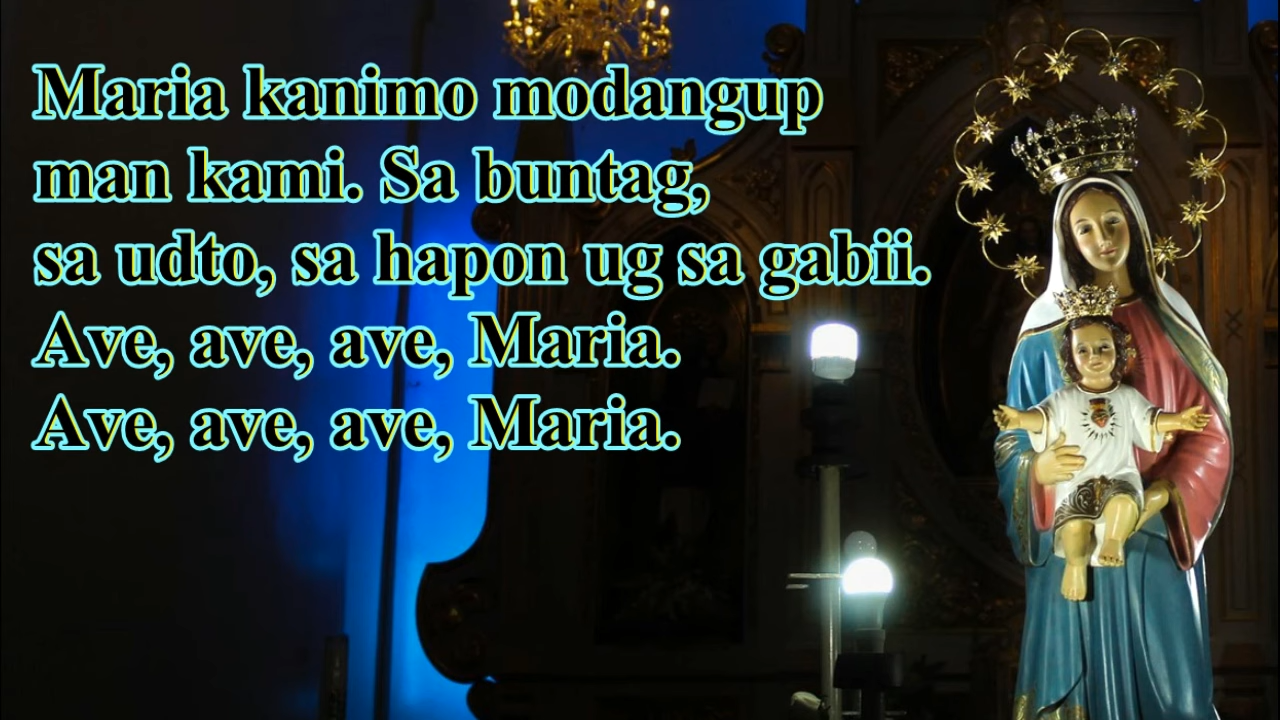 Maria kanimo modangup
man kami. Sa buntag,
sa udto, sa hapon ug sa gabii.
Ave, ave, ave, Maria.
Ave, ave, ave, Maria.